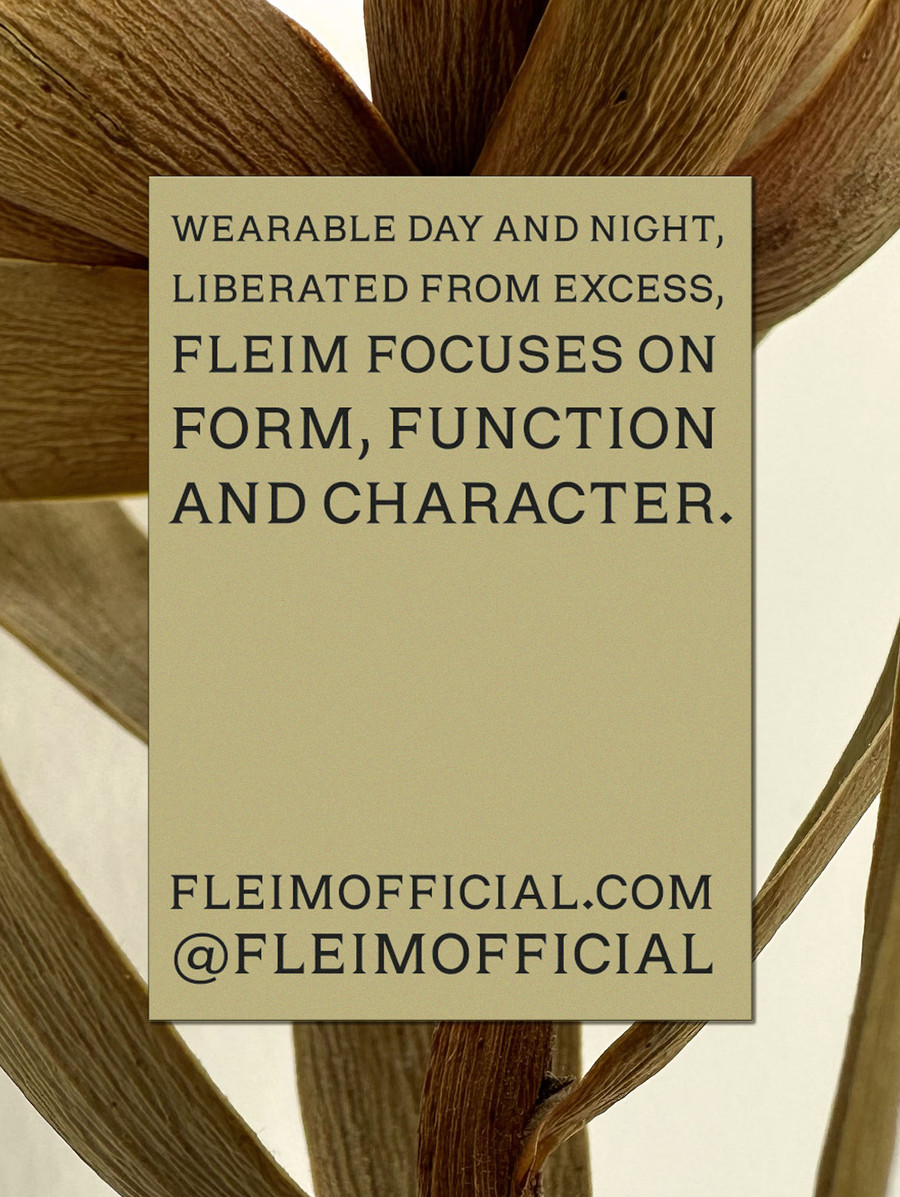 WEARABLE DAY AND NIGHT,
LIBERATED FROM EXCESS,
FLEIM FOCUSES ON
FORM, FUNCTION
AND CHARACTER.
FLEIMOFFICIAL.COM
@FLEIMOFFICIAL